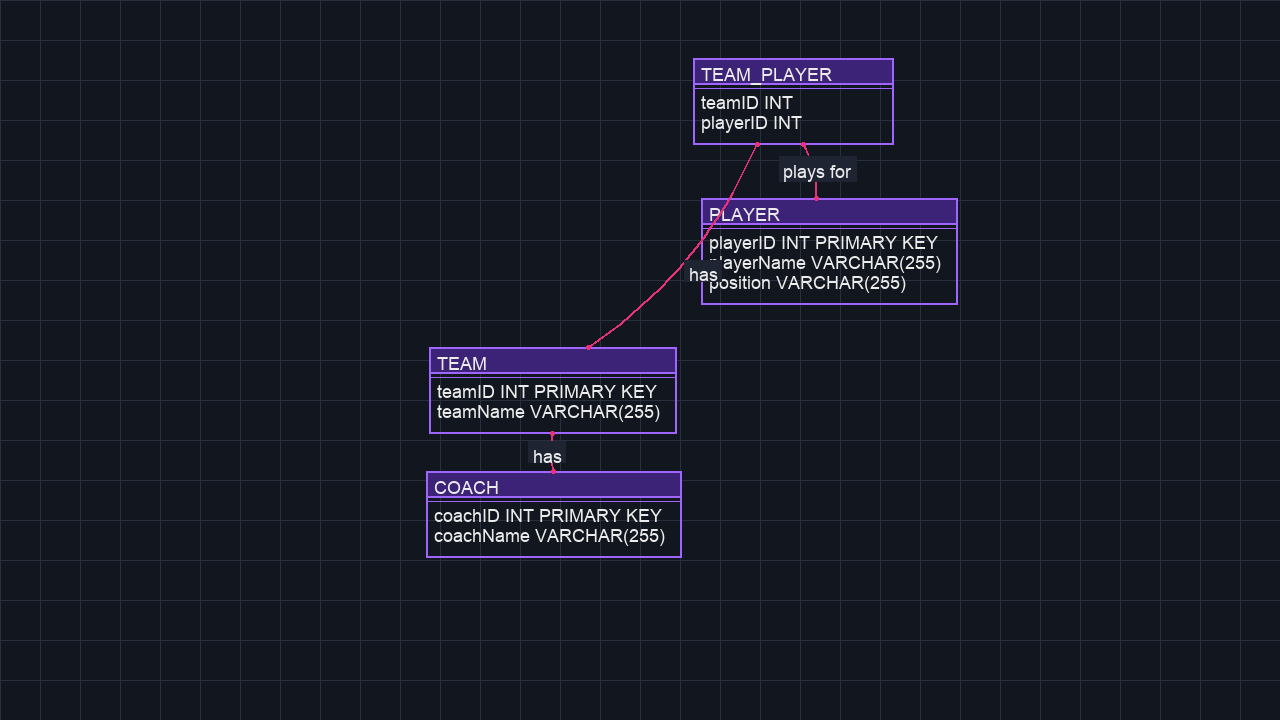 TEAM_PLAYER
teamID INT
playerID INT
plays for
PLAYER
playerID INT PRIMARY KEY
playerName VARCHAR(255)
position VARCHAR(255)
has
TEAM
teamID INT PRIMARY KEY
teamName VARCHAR(255)
has
COACH
coachID INT PRIMARY KEY
coachName VARCHAR(255)